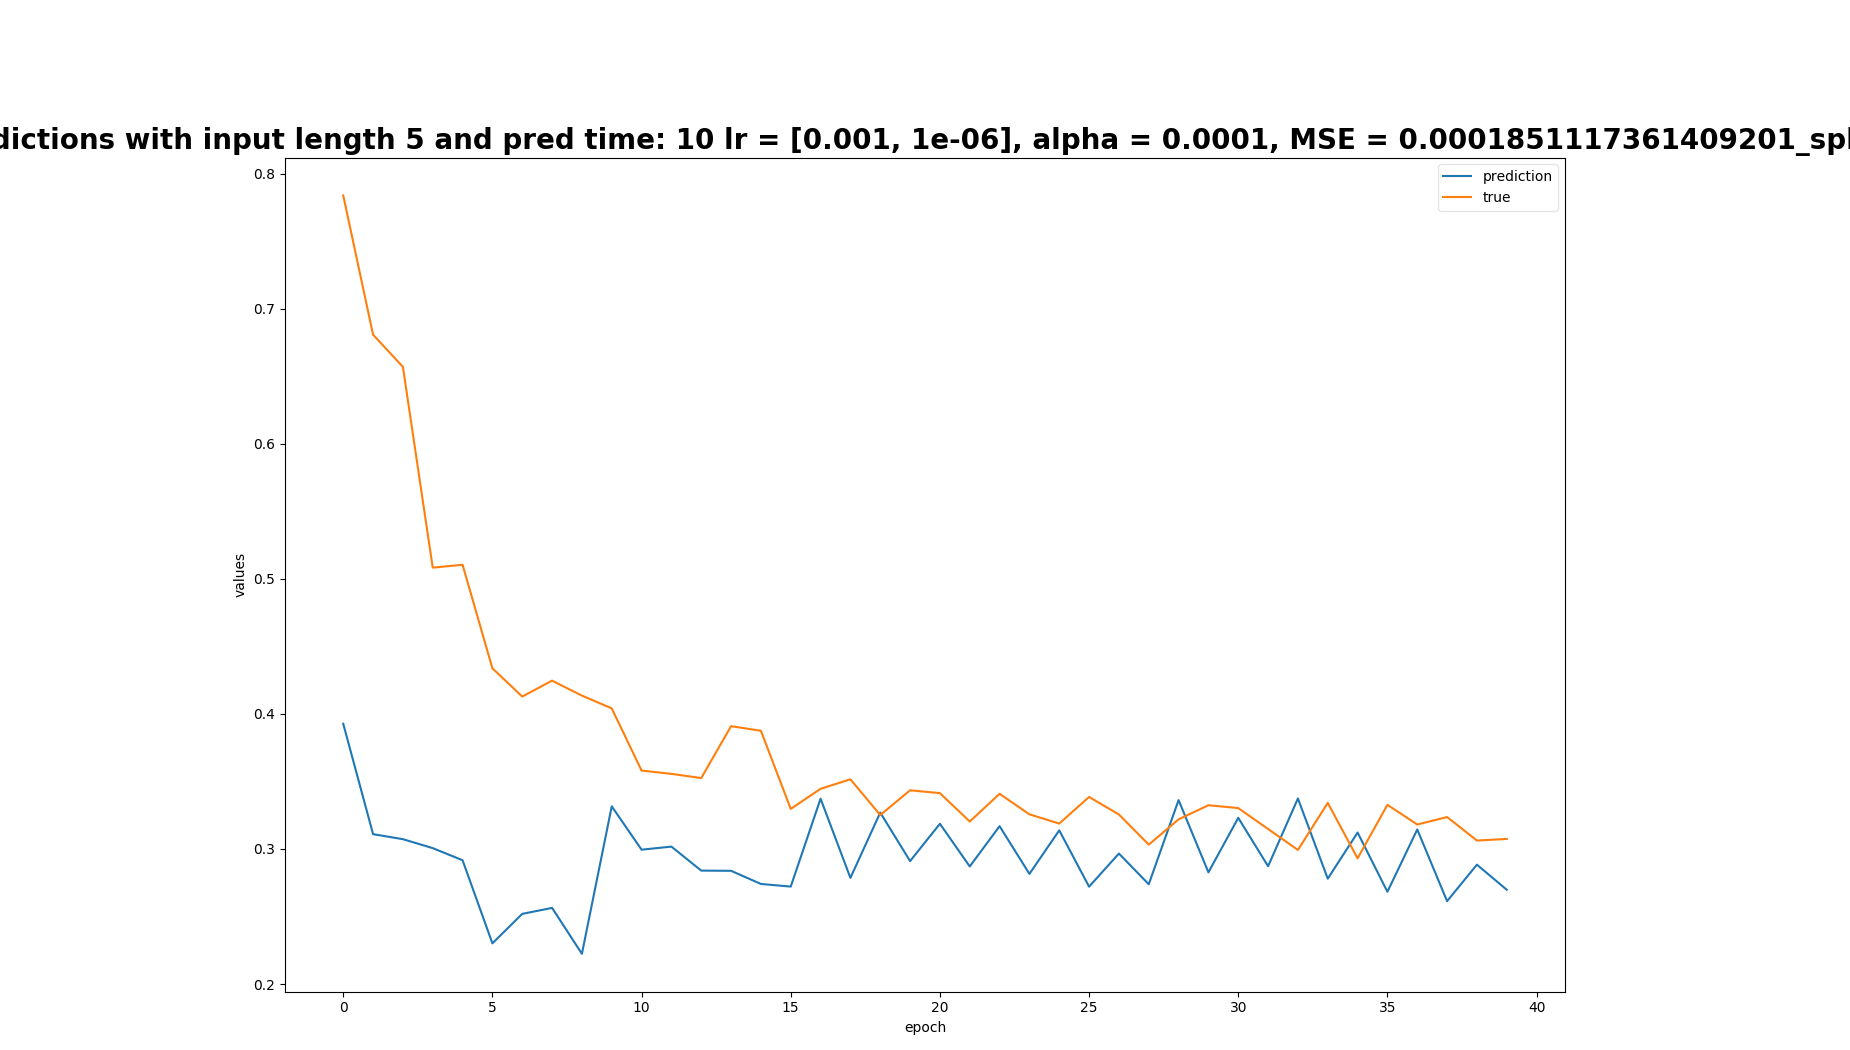 dictions with input length 5 and pred time: 10 lr = [0.001, 1e-06], alpha = 0.0001, MSE = 0.0001851117361409201_spl
prediction
true
0.8
0.7
0.6
0.5
0.4
0.3
0.2
values
0 5 10 15 20 25 30 35 40
epoch